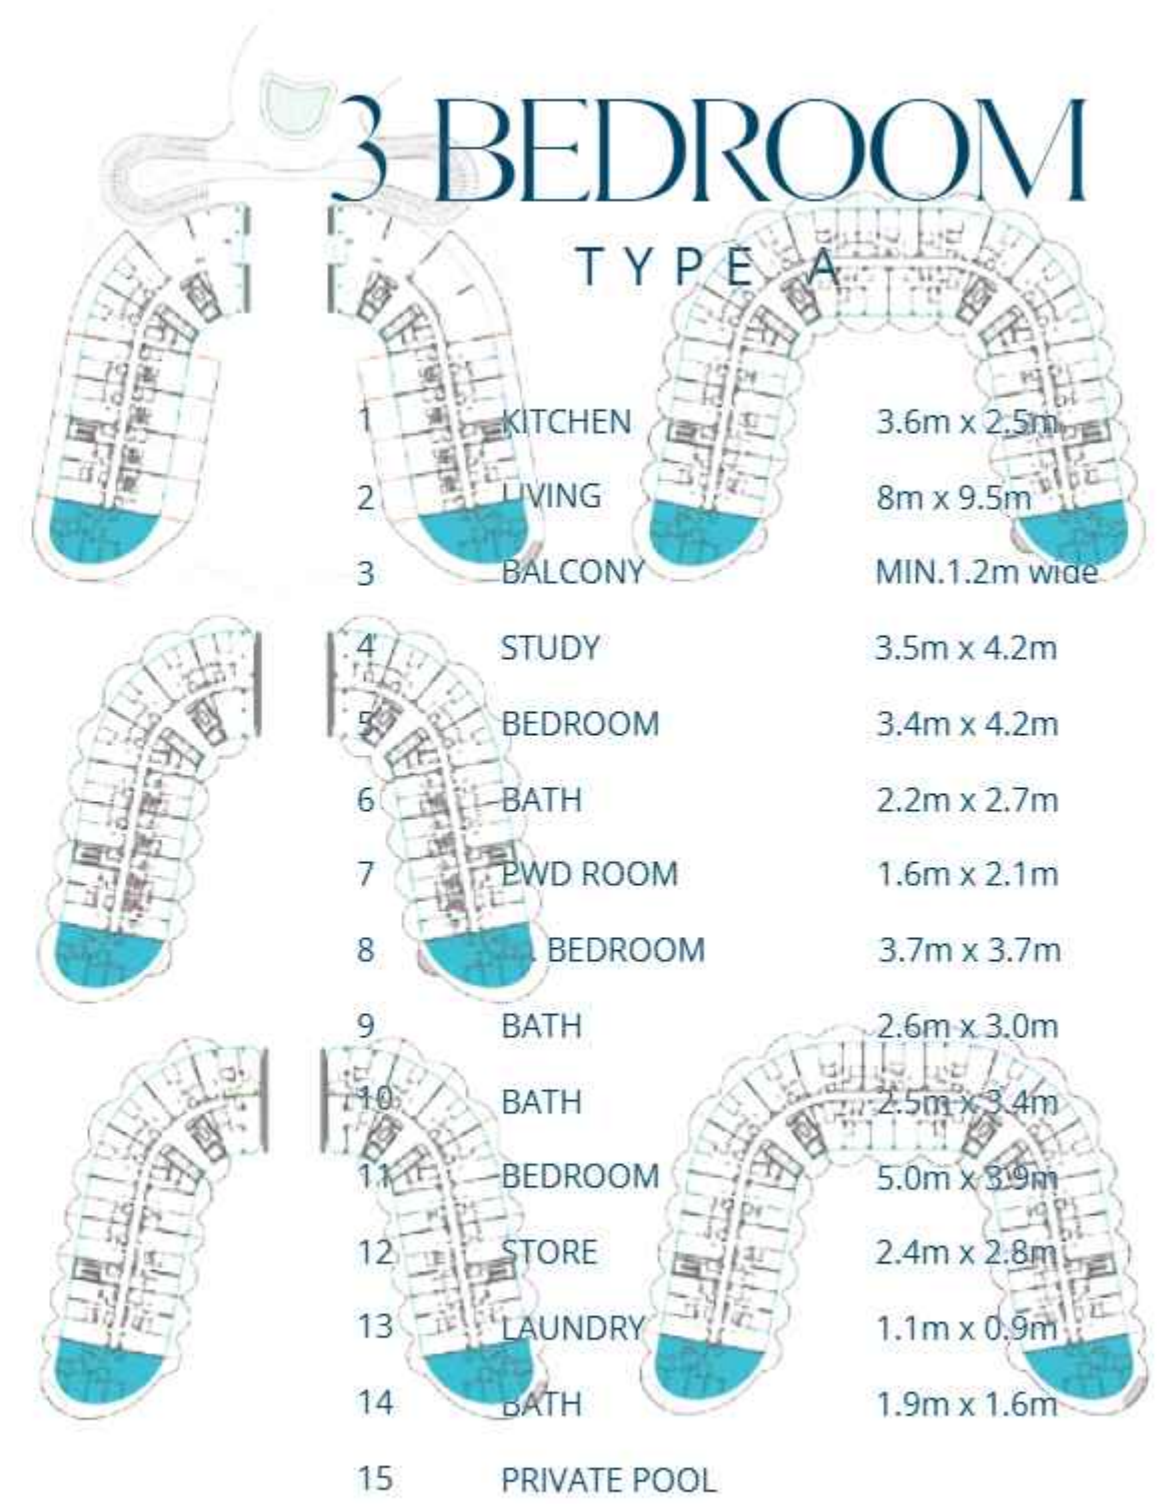 3 BEDROOM
TYPE A
1 KITCHEN 3.6m x 2.5m
2 LIVING 8m x 9.5m
3 BALCONY MIN.1.2m wide
4 STUDY 3.5m x 4.2m
5 BEDROOM 3.4m x 4.2m
6 BATH 2.2m x 2.7m
7 PWD ROOM 1.6m x 2.1m
8 . BEDROOM 3.7m x 3.7m
9 BATH 2.6m x 3.0m
10 BATH 2.5m x 3.4m
11 BEDROOM 5.0m x 3.9m
12 STORE 2.4m x 2.8m
13 LAUNDRY 1.1m x 0.9m
14 BATH 1.9m x 1.6m
15 PRIVATE POOL